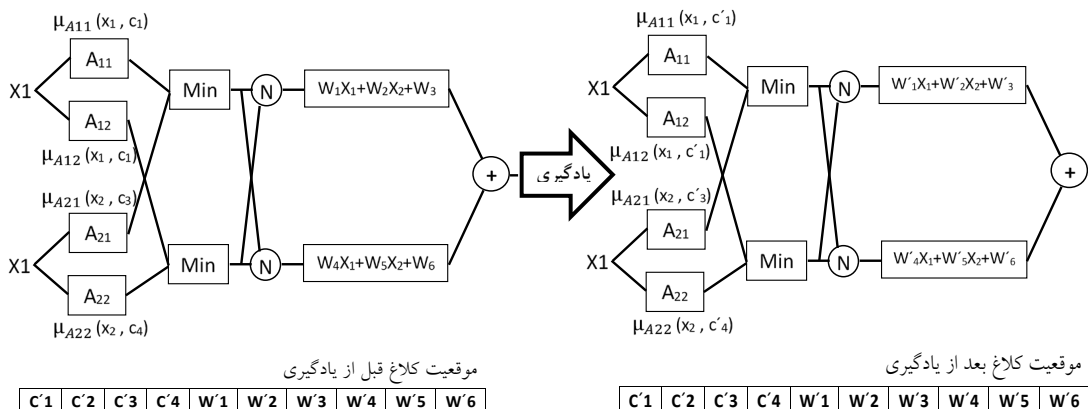 μA11 (x1 , c1)
A11
X1
A12
μA12 (x1 , c1)
μA21 (x2 , c3)
A21
X1
A22
μA22 (x2 , c4)
Min
Min
N
N
W1X1+W2X2+W3
W4X1+W5X2+W6
+
یادگیری
μA11 (x1 , c´1)
A11
X1
A12
μA12 (x1 , c´1)
μA21 (x2 , c´3)
A21
X1
A22
μA22 (x2 , c´4)
Min
Min
N
N
W´1X1+W´2X2+W´3
W´4X1+W´5X2+W´6
+
موقعیت کلاغ قبل از یادگیری
C´1 C´2 C´3 C´4 W´1 W´2 W´3 W´4 W´5 W´6
موقعیت کلاغ بعد از یادگیری
C´1 C´2 C´3 C´4 W´1 W´2 W´3 W´4 W´5 W´6